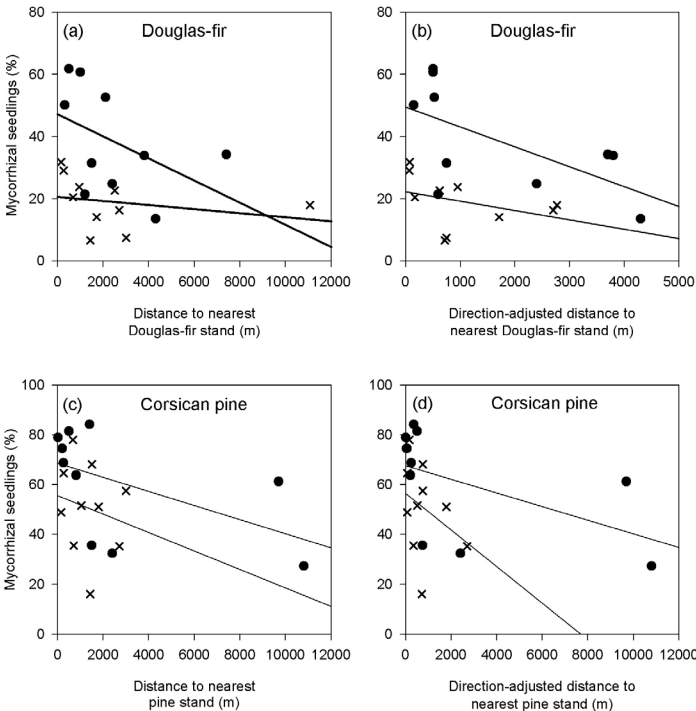 (a) Douglas-fir
(b) Douglas-fir
80
60
40
20
0
Mycorrhizal seedlings (%)
0 2000 4000 6000 8000 10000 12000
Distance to nearest
Douglas-fir stand (m)
80
60
40
20
0
0 1000 2000 3000 4000 5000
Direction-adjusted distance to
nearest Douglas-fir stand (m)
(c) Corsican pine
(d) Corsican pine
100
80
60
40
20
0
Mycorrhizal seedlings (%)
0 2000 4000 6000 8000 10000 12000
Distance to nearest
pine stand (m)
100
80
60
40
20
0
0 2000 4000 6000 8000 10000 12000
Direction-adjusted distance to
nearest pine stand (m)